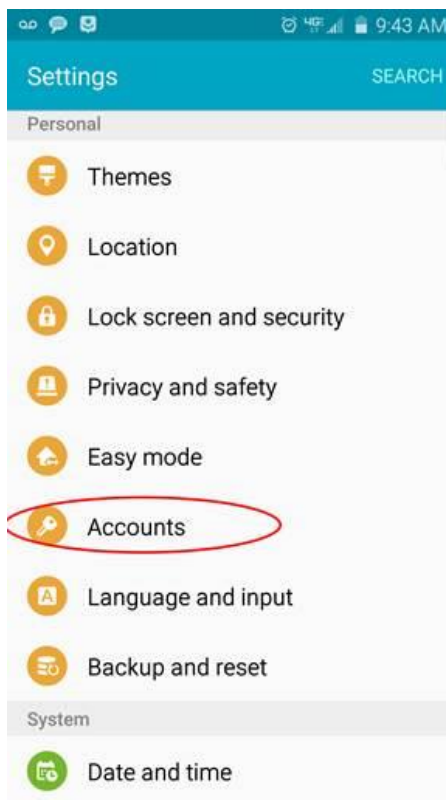 4G 9:43 AM
Settings SEARCH
Personal
Themes
Location
Lock screen and security
Privacy and safety
Easy mode
Accounts
Language and input
Backup and reset
System
Date and time